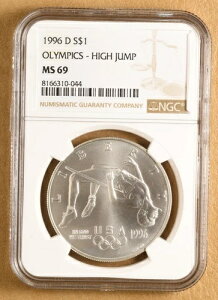 1996 D S$1
OLYMPICS - HIGH JUMP
MS 69
8166310-044
NUMISMATIC GUARANTY COMPANY
NGC
LIBERTY
USA
1996